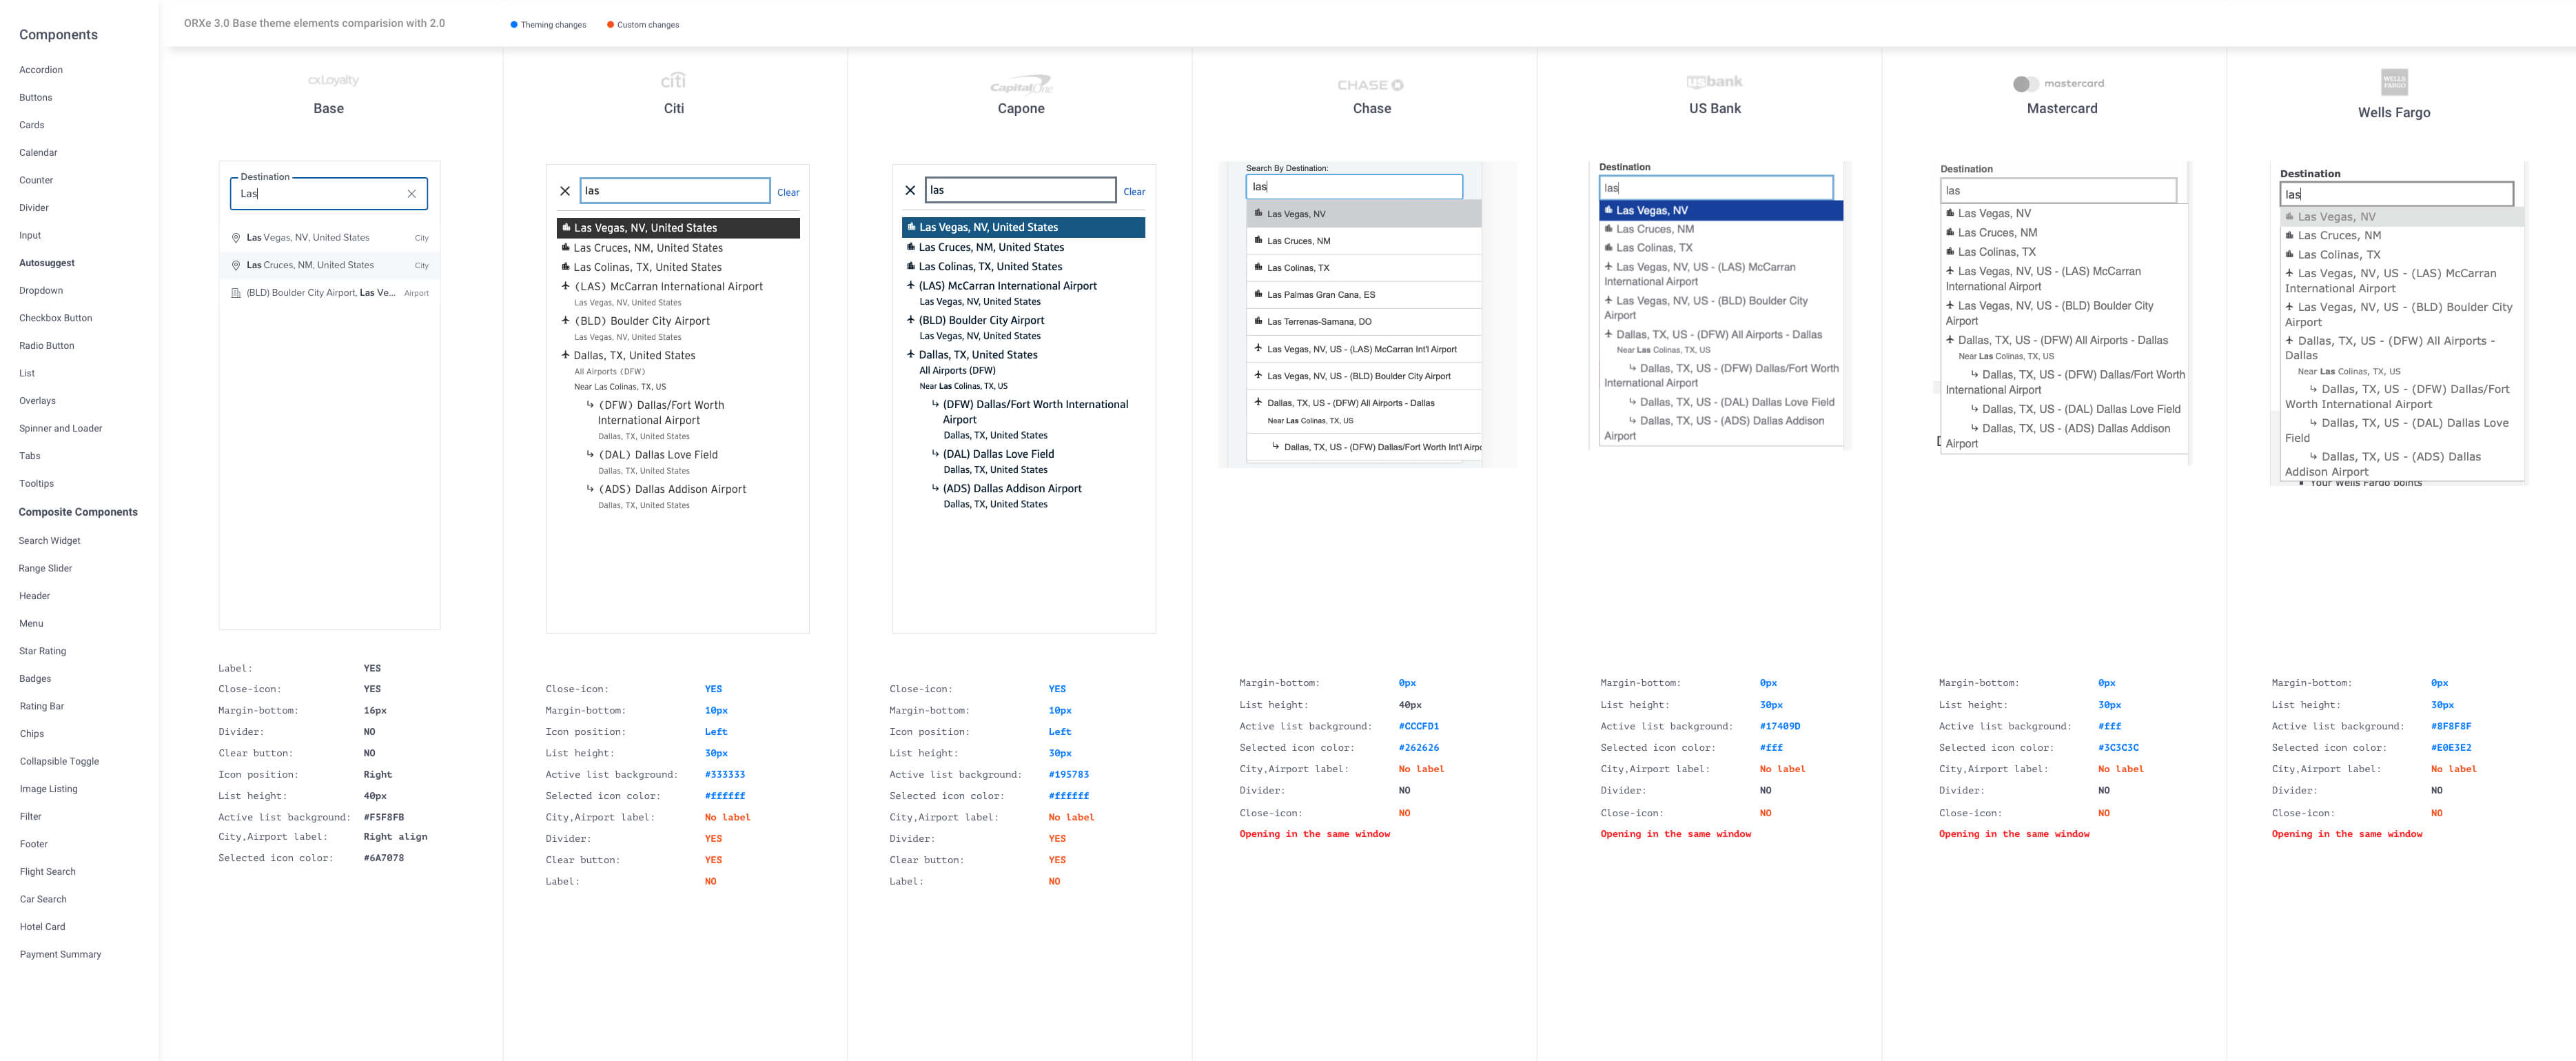 Components
Accordion
Buttons
Cards
Calendar
Counter
Divider
Input
Autosuggest
Dropdown
Checkbox Button
Radio Button
List
Overlays
Spinner and Loader
Tabs
Tooltips
Composite Components
Search Widget
Range Slider
Header
Menu
Star Rating
Badges
Rating Bar
Chips
Collapsible Toggle
Image Listing
Filter
Footer
Flight Search
Car Search
Hotel Card
Payment Summary
ORXe 3.0 Base theme elements comparision with 2.0
Theming changes
Custom changes
cxLoyalty
Base
Destination
Las
Las Vegas, NV, United States City
Las Cruces, NM, United States City
(BLD) Boulder City Airport, Las Ve... Airport
Label: YES
Close-icon: YES
Margin-bottom: 16px
Divider: NO
Clear button: NO
Icon position: Right
List height: 40px
Active list background: #F5F8FB
City,Airport label: Right align
Selected icon color: #6A7078
citi
Citi
las
Clear
Las Vegas, NV, United States
Las Cruces, NM, United States
Las Colinas, TX, United States
(LAS) McCarran International Airport
Las Vegas, NV, United States
(BLD) Boulder City Airport
Las Vegas, NV, United States
Dallas, TX, United States
All Airports (DFW)
Near Las Colinas, TX, US
(DFW) Dallas/Fort Worth
International Airport
Dallas, TX, United States
(DAL) Dallas Love Field
Dallas, TX, United States
(ADS) Dallas Addison Airport
Dallas, TX, United States
Close-icon: YES
Margin-bottom: 10px
Icon position: Left
List height: 30px
Active list background: #333333
Selected icon color: #ffffff
City,Airport label: No label
Divider: YES
Clear button: YES
Label: NO
Capital One
Capone
las
Clear
Las Vegas, NV, United States
Las Cruces, NM, United States
Las Colinas, TX, United States
(LAS) McCarran International Airport
Las Vegas, NV, United States
(BLD) Boulder City Airport
Las Vegas, NV, United States
Dallas, TX, United States
All Airports (DFW)
Near Las Colinas, TX, US
(DFW) Dallas/Fort Worth International
Airport
Dallas, TX, United States
(DAL) Dallas Love Field
Dallas, TX, United States
(ADS) Dallas Addison Airport
Dallas, TX, United States
Close-icon: YES
Margin-bottom: 10px
Icon position: Left
List height: 30px
Active list background: #195783
Selected icon color: #ffffff
City,Airport label: No label
Divider: YES
Clear button: YES
Label: NO
CHASE
Chase
Search By Destination:
las
Las Vegas, NV
Las Cruces, NM
Las Colinas, TX
Las Palmas Gran Cana, ES
Las Terrenas-Samana, DO
Las Vegas, NV, US - (LAS) McCarran Int'l Airport
Las Vegas, NV, US - (BLD) Boulder City Airport
Dallas, TX, US - (DFW) All Airports - Dallas
Near Las Colinas, TX, US
Dallas, TX, US - (DFW) Dallas/Fort Worth Int'l Airpo
Margin-bottom: 0px
List height: 40px
Active list background: #CCCFD1
Selected icon color: #262626
City,Airport label: No label
Divider: NO
Close-icon: NO
Opening in the same window
usbank
US Bank
Destination
las
Las Vegas, NV
Las Cruces, NM
Las Colinas, TX
Las Vegas, NV, US - (LAS) McCarran
International Airport
Las Vegas, NV, US - (BLD) Boulder City
Airport
Dallas, TX, US - (DFW) All Airports - Dallas
Near Las Colinas, TX, US
Dallas, TX, US - (DFW) Dallas/Fort Worth
International Airport
Dallas, TX, US - (DAL) Dallas Love Field
Dallas, TX, US - (ADS) Dallas Addison
Airport
Margin-bottom: 0px
List height: 30px
Active list background: #17409D
Selected icon color: #fff
City,Airport label: No label
Divider: NO
Close-icon: NO
Opening in the same window
mastercard
Mastercard
Destination
las
Las Vegas, NV
Las Cruces, NM
Las Colinas, TX
Las Vegas, NV, US - (LAS) McCarran
International Airport
Las Vegas, NV, US - (BLD) Boulder City
Airport
Dallas, TX, US - (DFW) All Airports - Dallas
Near Las Colinas, TX, US
Dallas, TX, US - (DFW) Dallas/Fort Worth
International Airport
Dallas, TX, US - (DAL) Dallas Love Field
Dallas, TX, US - (ADS) Dallas Addison
Airport
Margin-bottom: 0px
List height: 30px
Active list background: #fff
Selected icon color: #3C3C3C
City,Airport label: No label
Divider: NO
Close-icon: NO
Opening in the same window
WELLS
FARGO
Wells Fargo
Destination
las
Las Vegas, NV
Las Cruces, NM
Las Colinas, TX
Las Vegas, NV, US - (LAS) McCarran
International Airport
Las Vegas, NV, US - (BLD) Boulder City
Airport
Dallas, TX, US - (DFW) All Airports -
Dallas
Near Las Colinas, TX, US
Dallas, TX, US - (DFW) Dallas/Fort
Worth International Airport
Dallas, TX, US - (DAL) Dallas Love
Field
Dallas, TX, US - (ADS) Dallas
Addison Airport
Your Wells Fargo points
Margin-bottom: 0px
List height: 30px
Active list background: #8F8F8F
Selected icon color: #E0E3E2
City,Airport label: No label
Divider: NO
Close-icon: NO
Opening in the same window